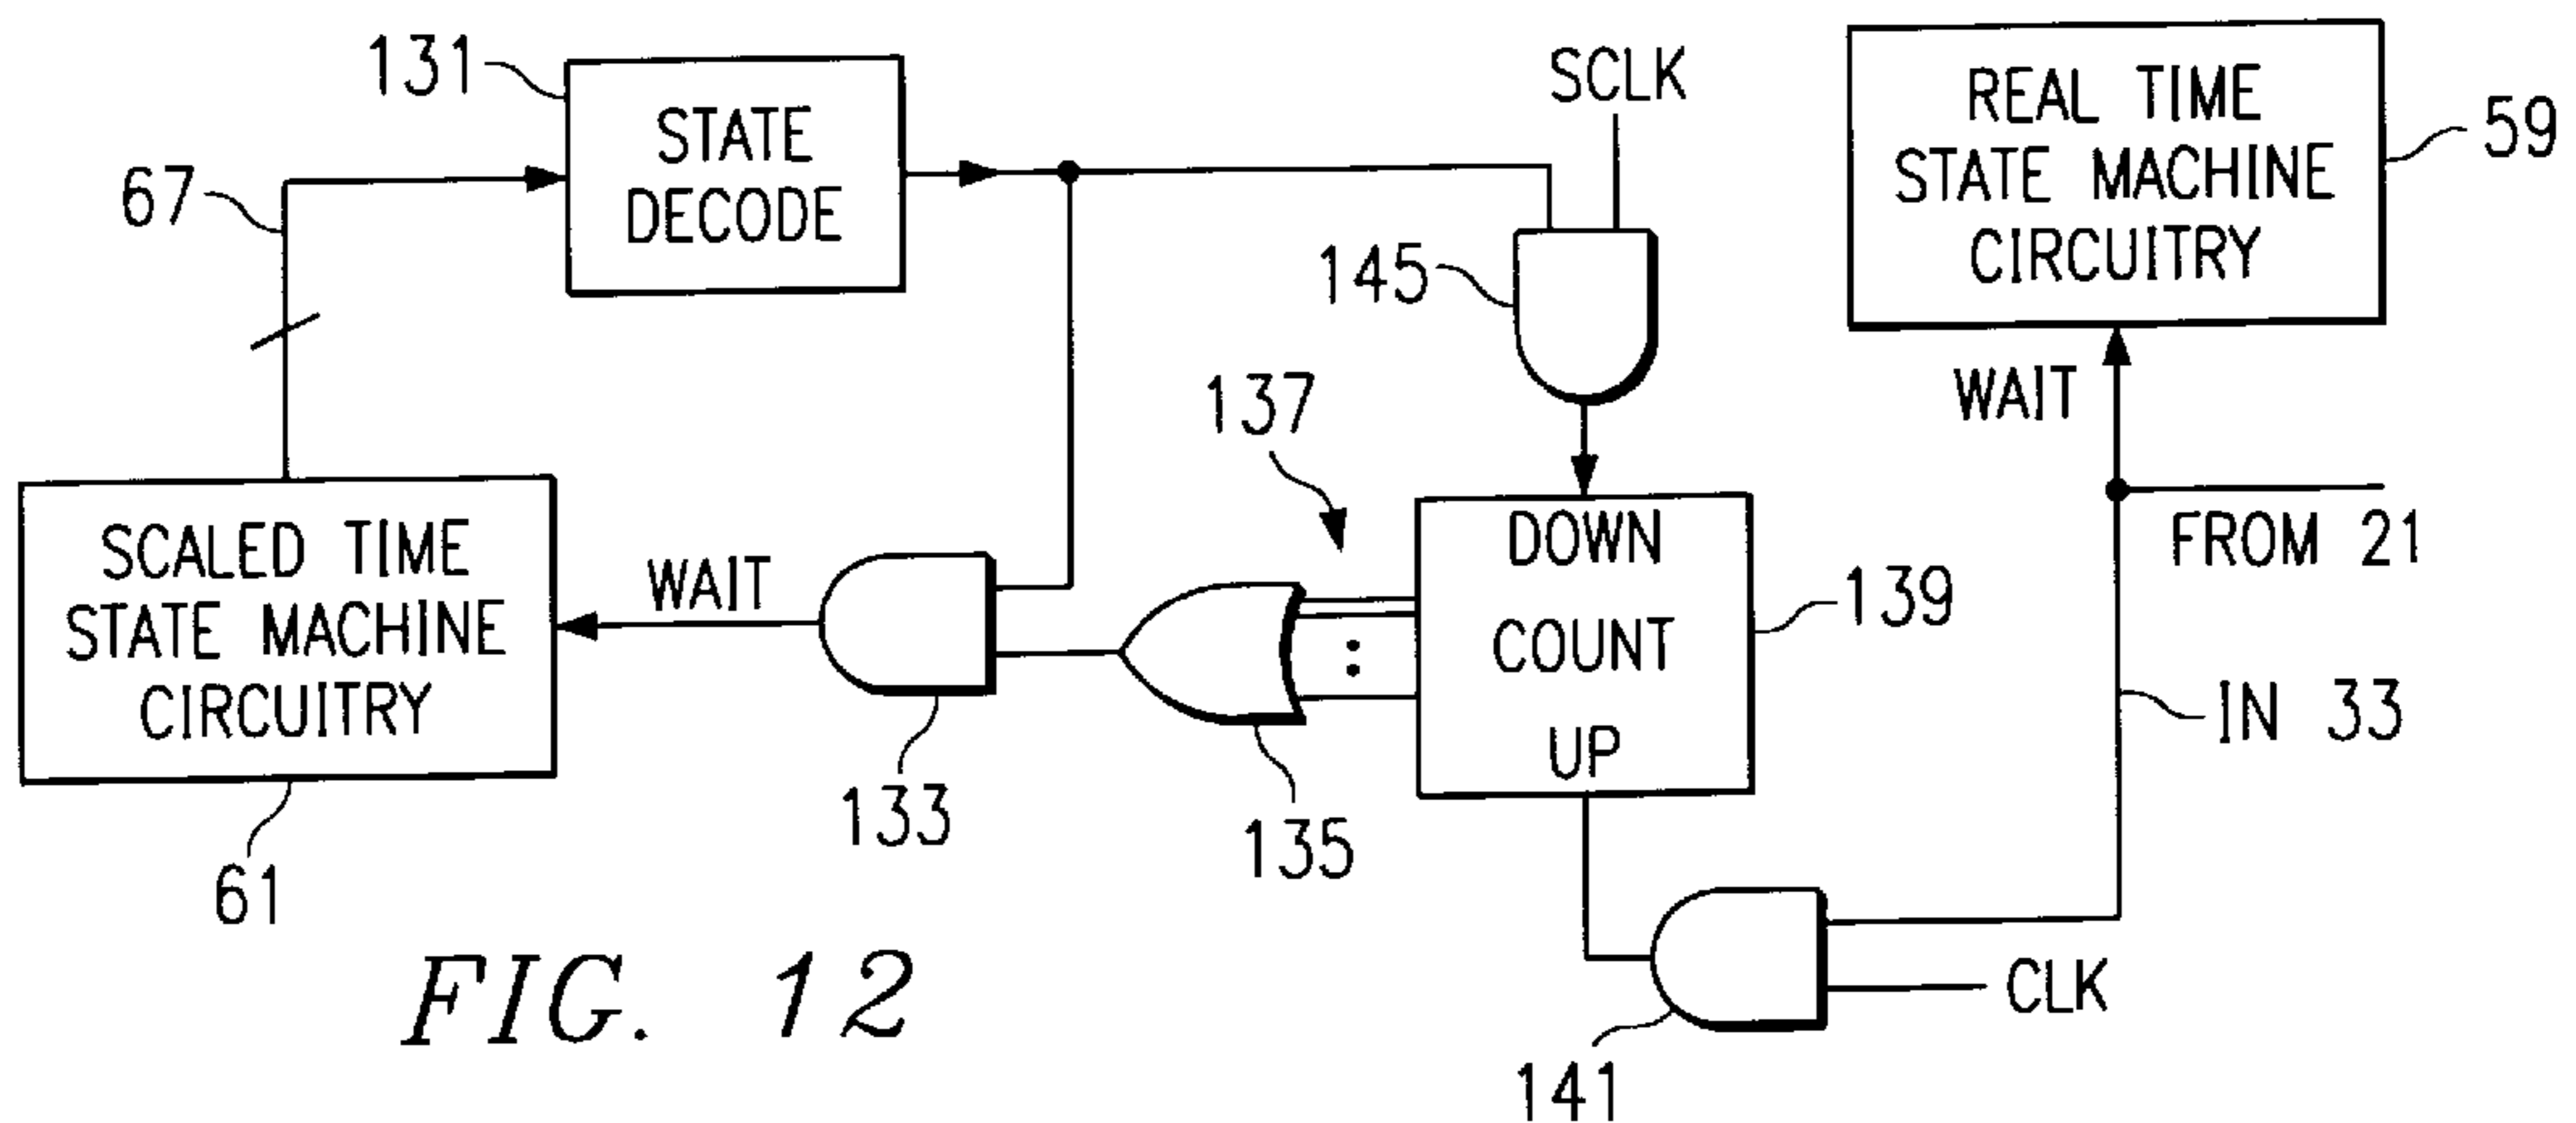 131
STATE
DECODE
SCLK
REAL TIME
STATE MACHINE
CIRCUITRY
59
67
145
137
WAIT
DOWN
COUNT
UP
139
FROM 21
SCALED TIME
STATE MACHINE
CIRCUITRY
WAIT
IN 33
133
135
61
CLK
141
FIG. 12